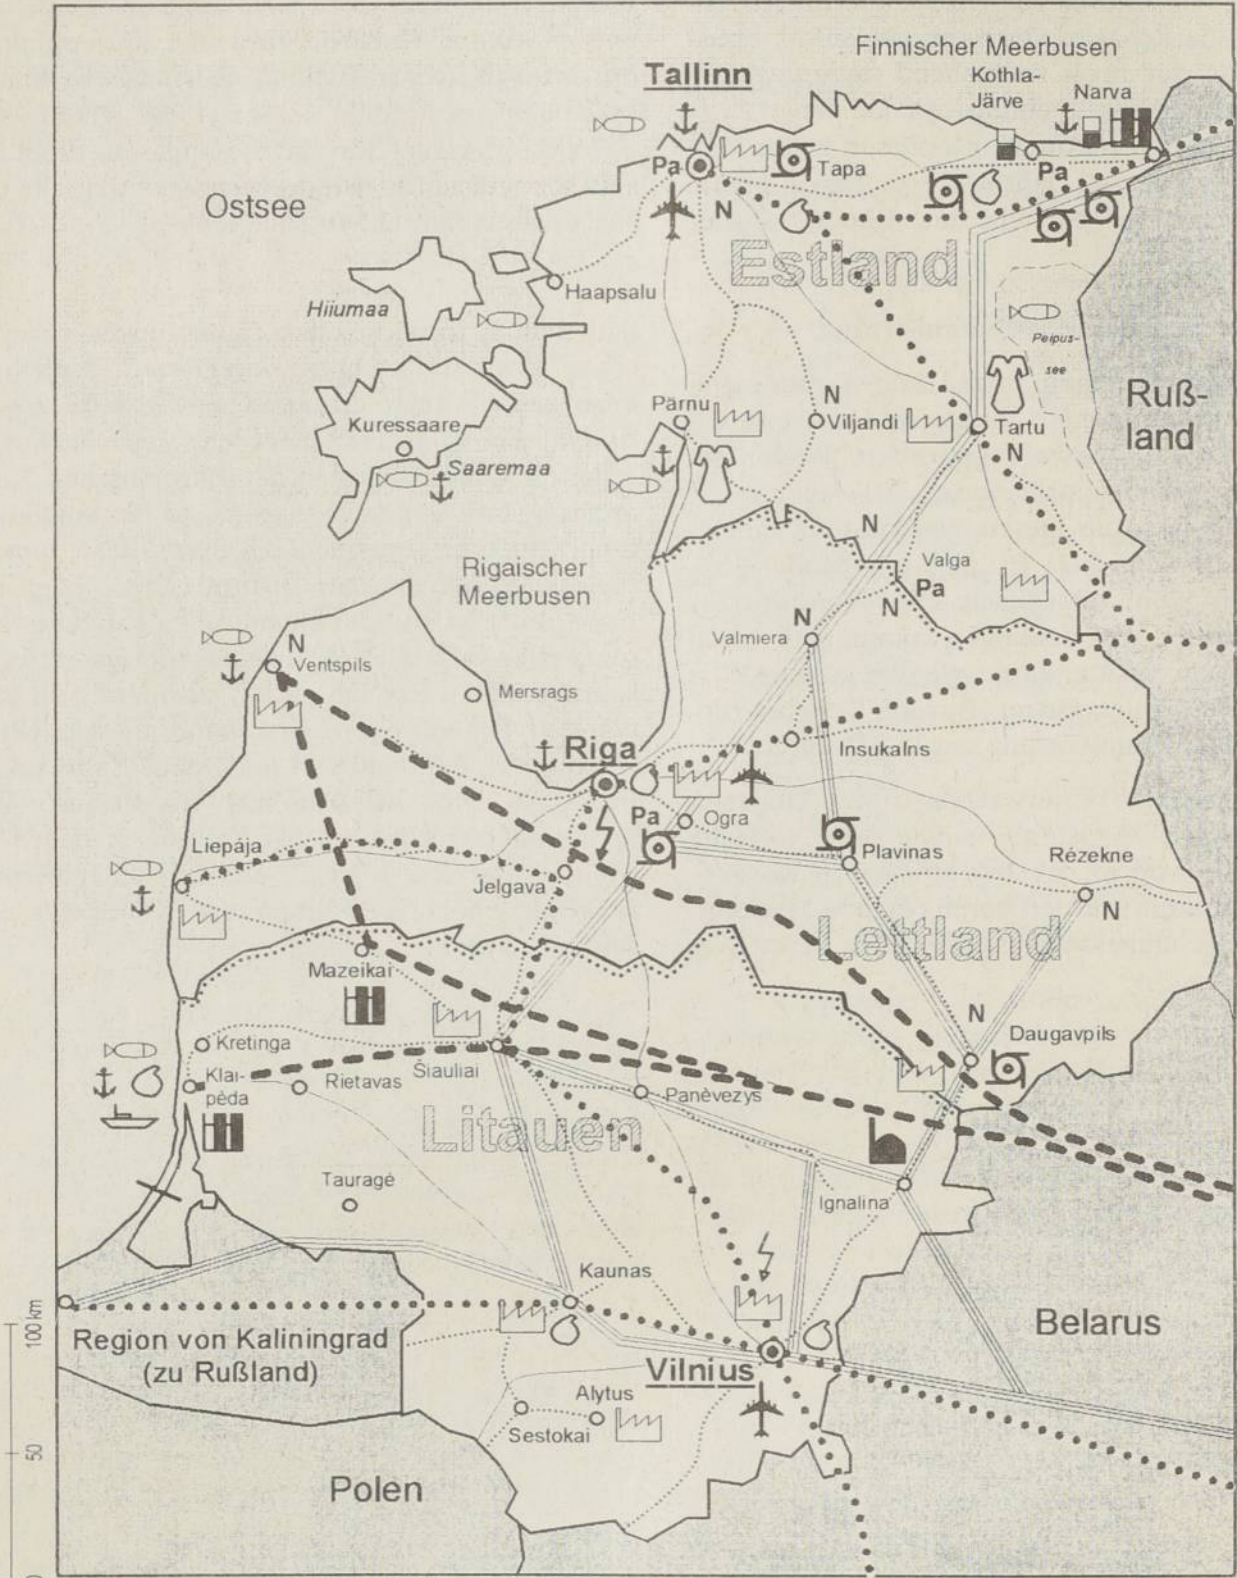 Finnischer Meerbusen
Tallinn
Kothla-
Järve
Narva
Pa
Tapa
Pa
Ostsee
N
Estland
Haapsalu
Hiiumaa
Peipus-
see
Ruß-
land
Pärnu
N
Viljandi
Tartu
N
Kuressaare
Saaremaa
N
Rigaischer
Meerbusen
Valga
Pa
N
N
Valmiera
N
Ventspils
Mersrags
Riga
Insukalns
Pa
Ogra
Liepája
Plavinas
Rézekne
Jelgava
N
Lettland
Mazeikai
N
Daugavpils
Kretinga
Klai-
pèda
Rietavas
Šiauliai
Panèvezys
Litauen
Tauragé
Ignalina
Kaunas
100 km
Region von Kaliningrad
(zu Rußland)
Belarus
Vilnius
Alytus
Sestokai
50
Polen